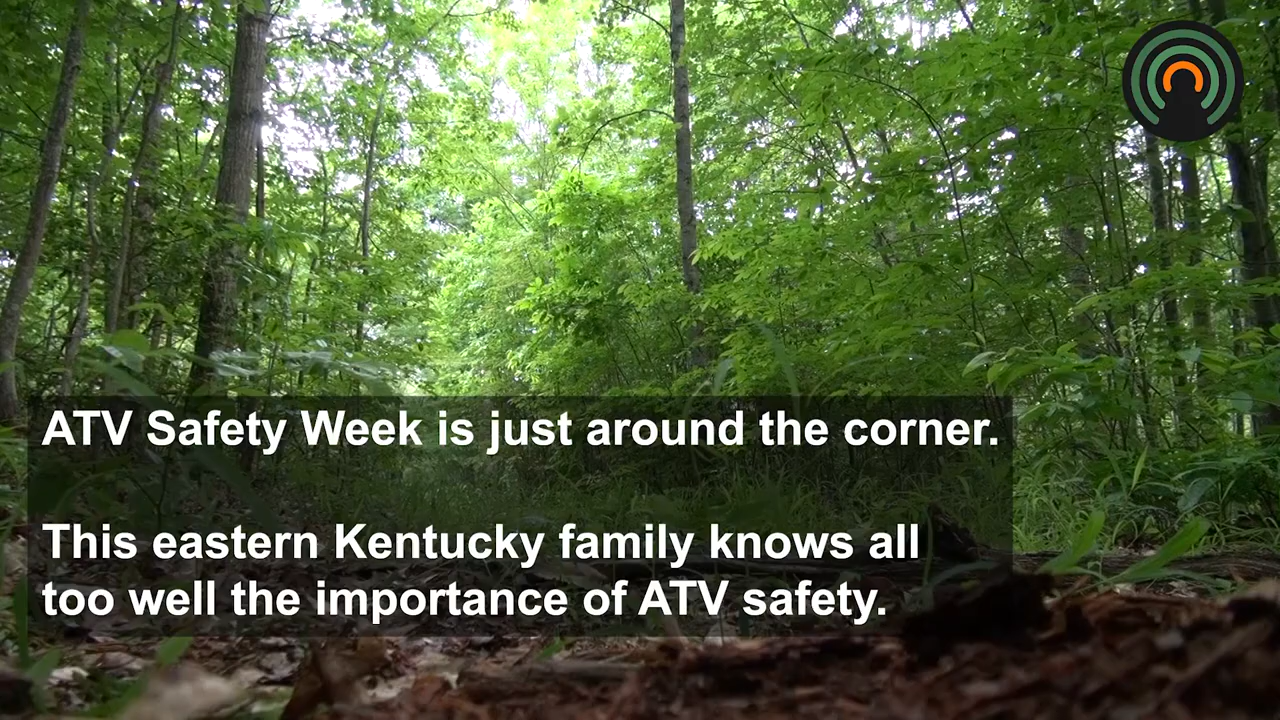 ATV Safety Week is just around the corner.
This eastern Kentucky family knows all
too well the importance of ATV safety.